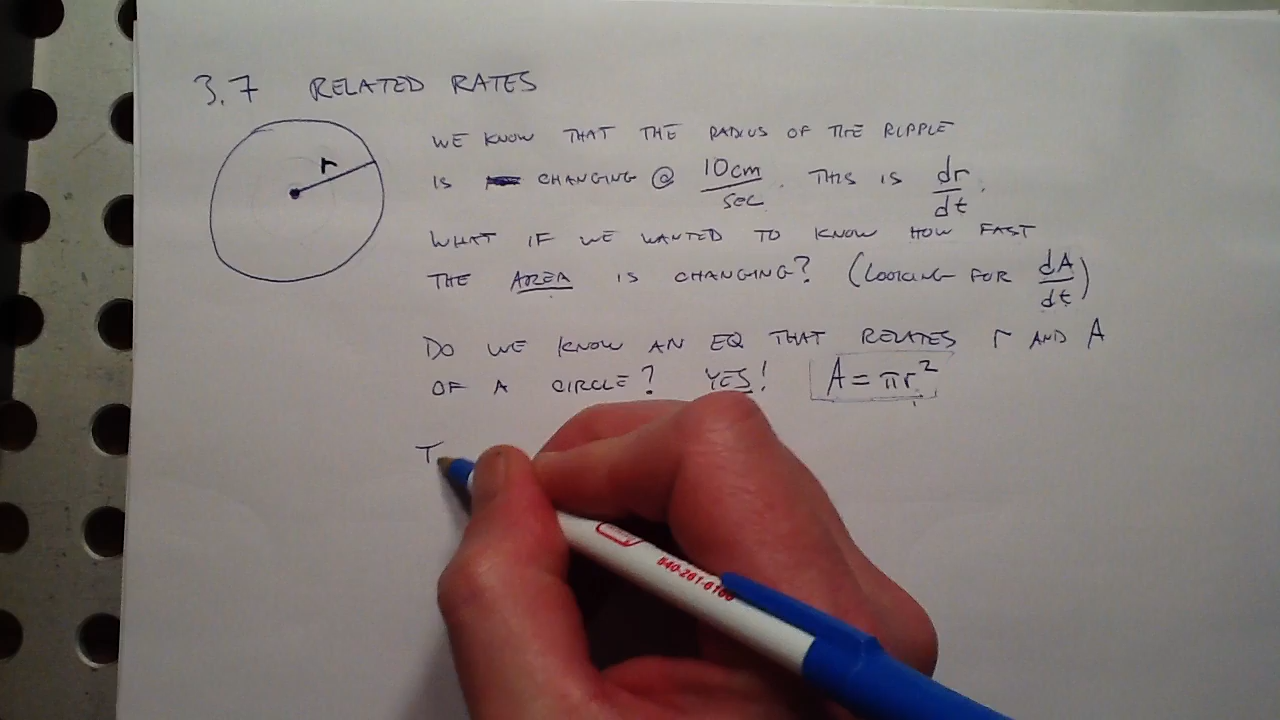 3.7 RELATED RATES
r
WE KNOW THAT THE RADIUS OF THE RIPPLE
IS CHANGING @ 10cm/sec. THIS IS dr/dt.
WHAT IF WE WANTED TO KNOW HOW FAST
THE AREA IS CHANGING? (LOOKING FOR dA/dt)
DO WE KNOW AN EQ THAT RELATES r AND A
OF A CIRCLE? YES! A = πr²
T